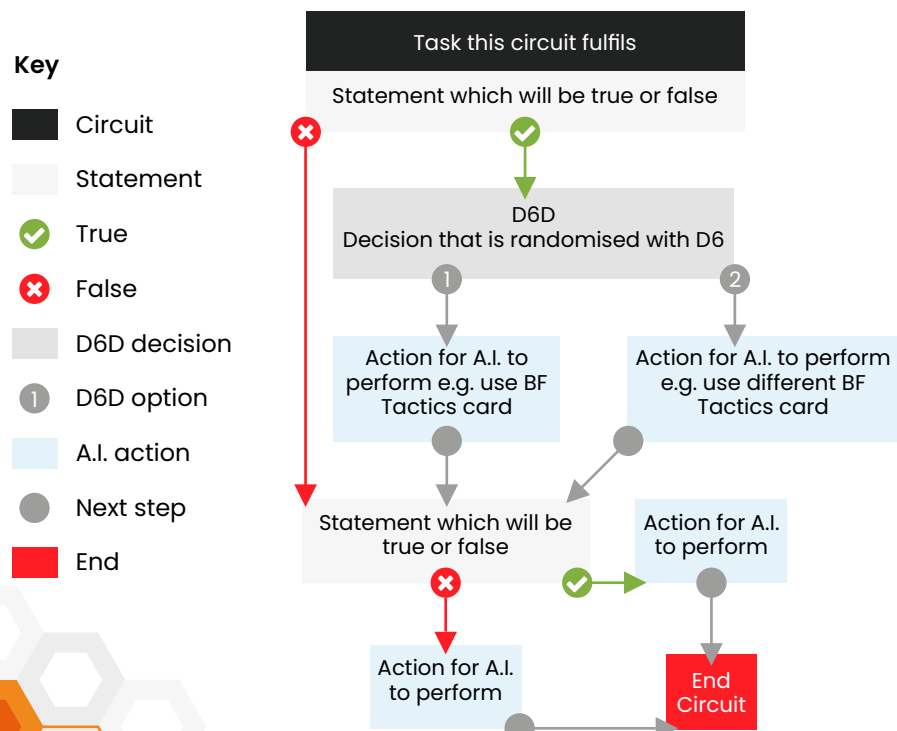 Key
Circuit
Statement
True
False
D6D decision
1
D6D option
A.I. action
Next step
End
Task this circuit fulfils
Statement which will be true or false
D6D
Decision that is randomised with D6
1
2
Action for A.I. to
perform e.g. use BF
Tactics card
Action for A.I. to perform
e.g. use different BF
Tactics card
Statement which will be
true or false
Action for A.I.
to perform
Action for A.I.
to perform
End
Circuit